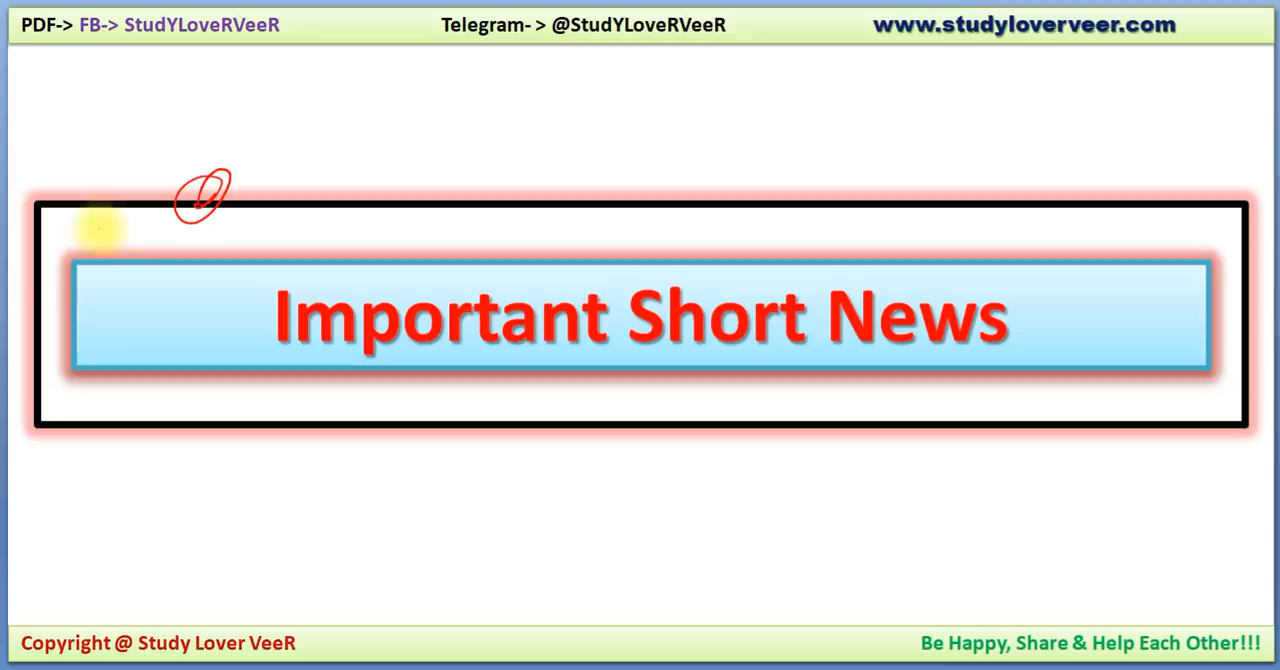 PDF-> FB-> StudYLoveRVeeR Telegram- > @StudYLoveRVeeR www.studyloverveer.com
Important Short News
Copyright @ Study Lover VeeR Be Happy, Share & Help Each Other!!!